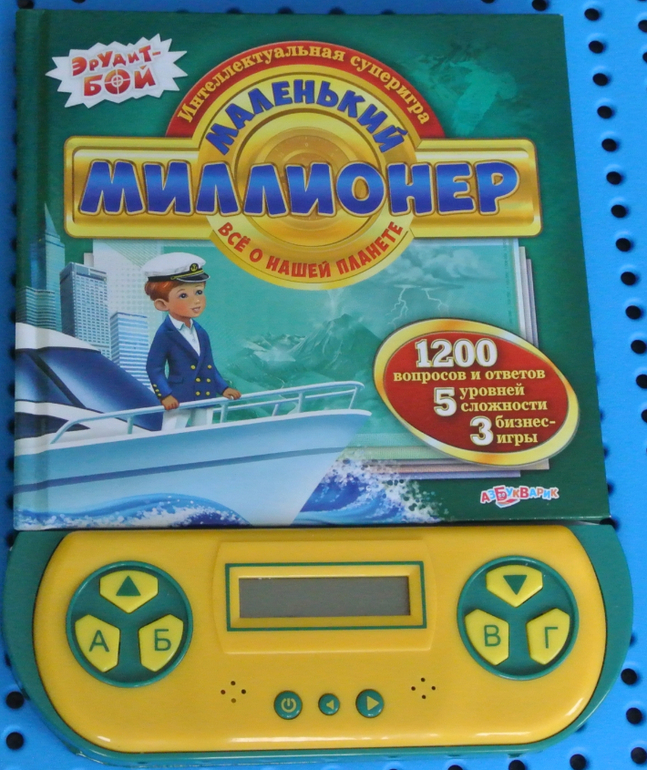 ЭРУДИТ-
БОЙ
Интеллектуальная суперигра
МАЛЕНЬКИЙ
МИЛЛИОНЕР
ВСЁ О НАШЕЙ ПЛАНЕТЕ
1200
вопросов и ответов
5 уровней
сложности
3 бизнес-
игры
АЗБУКВАРИК
А Б
В Г